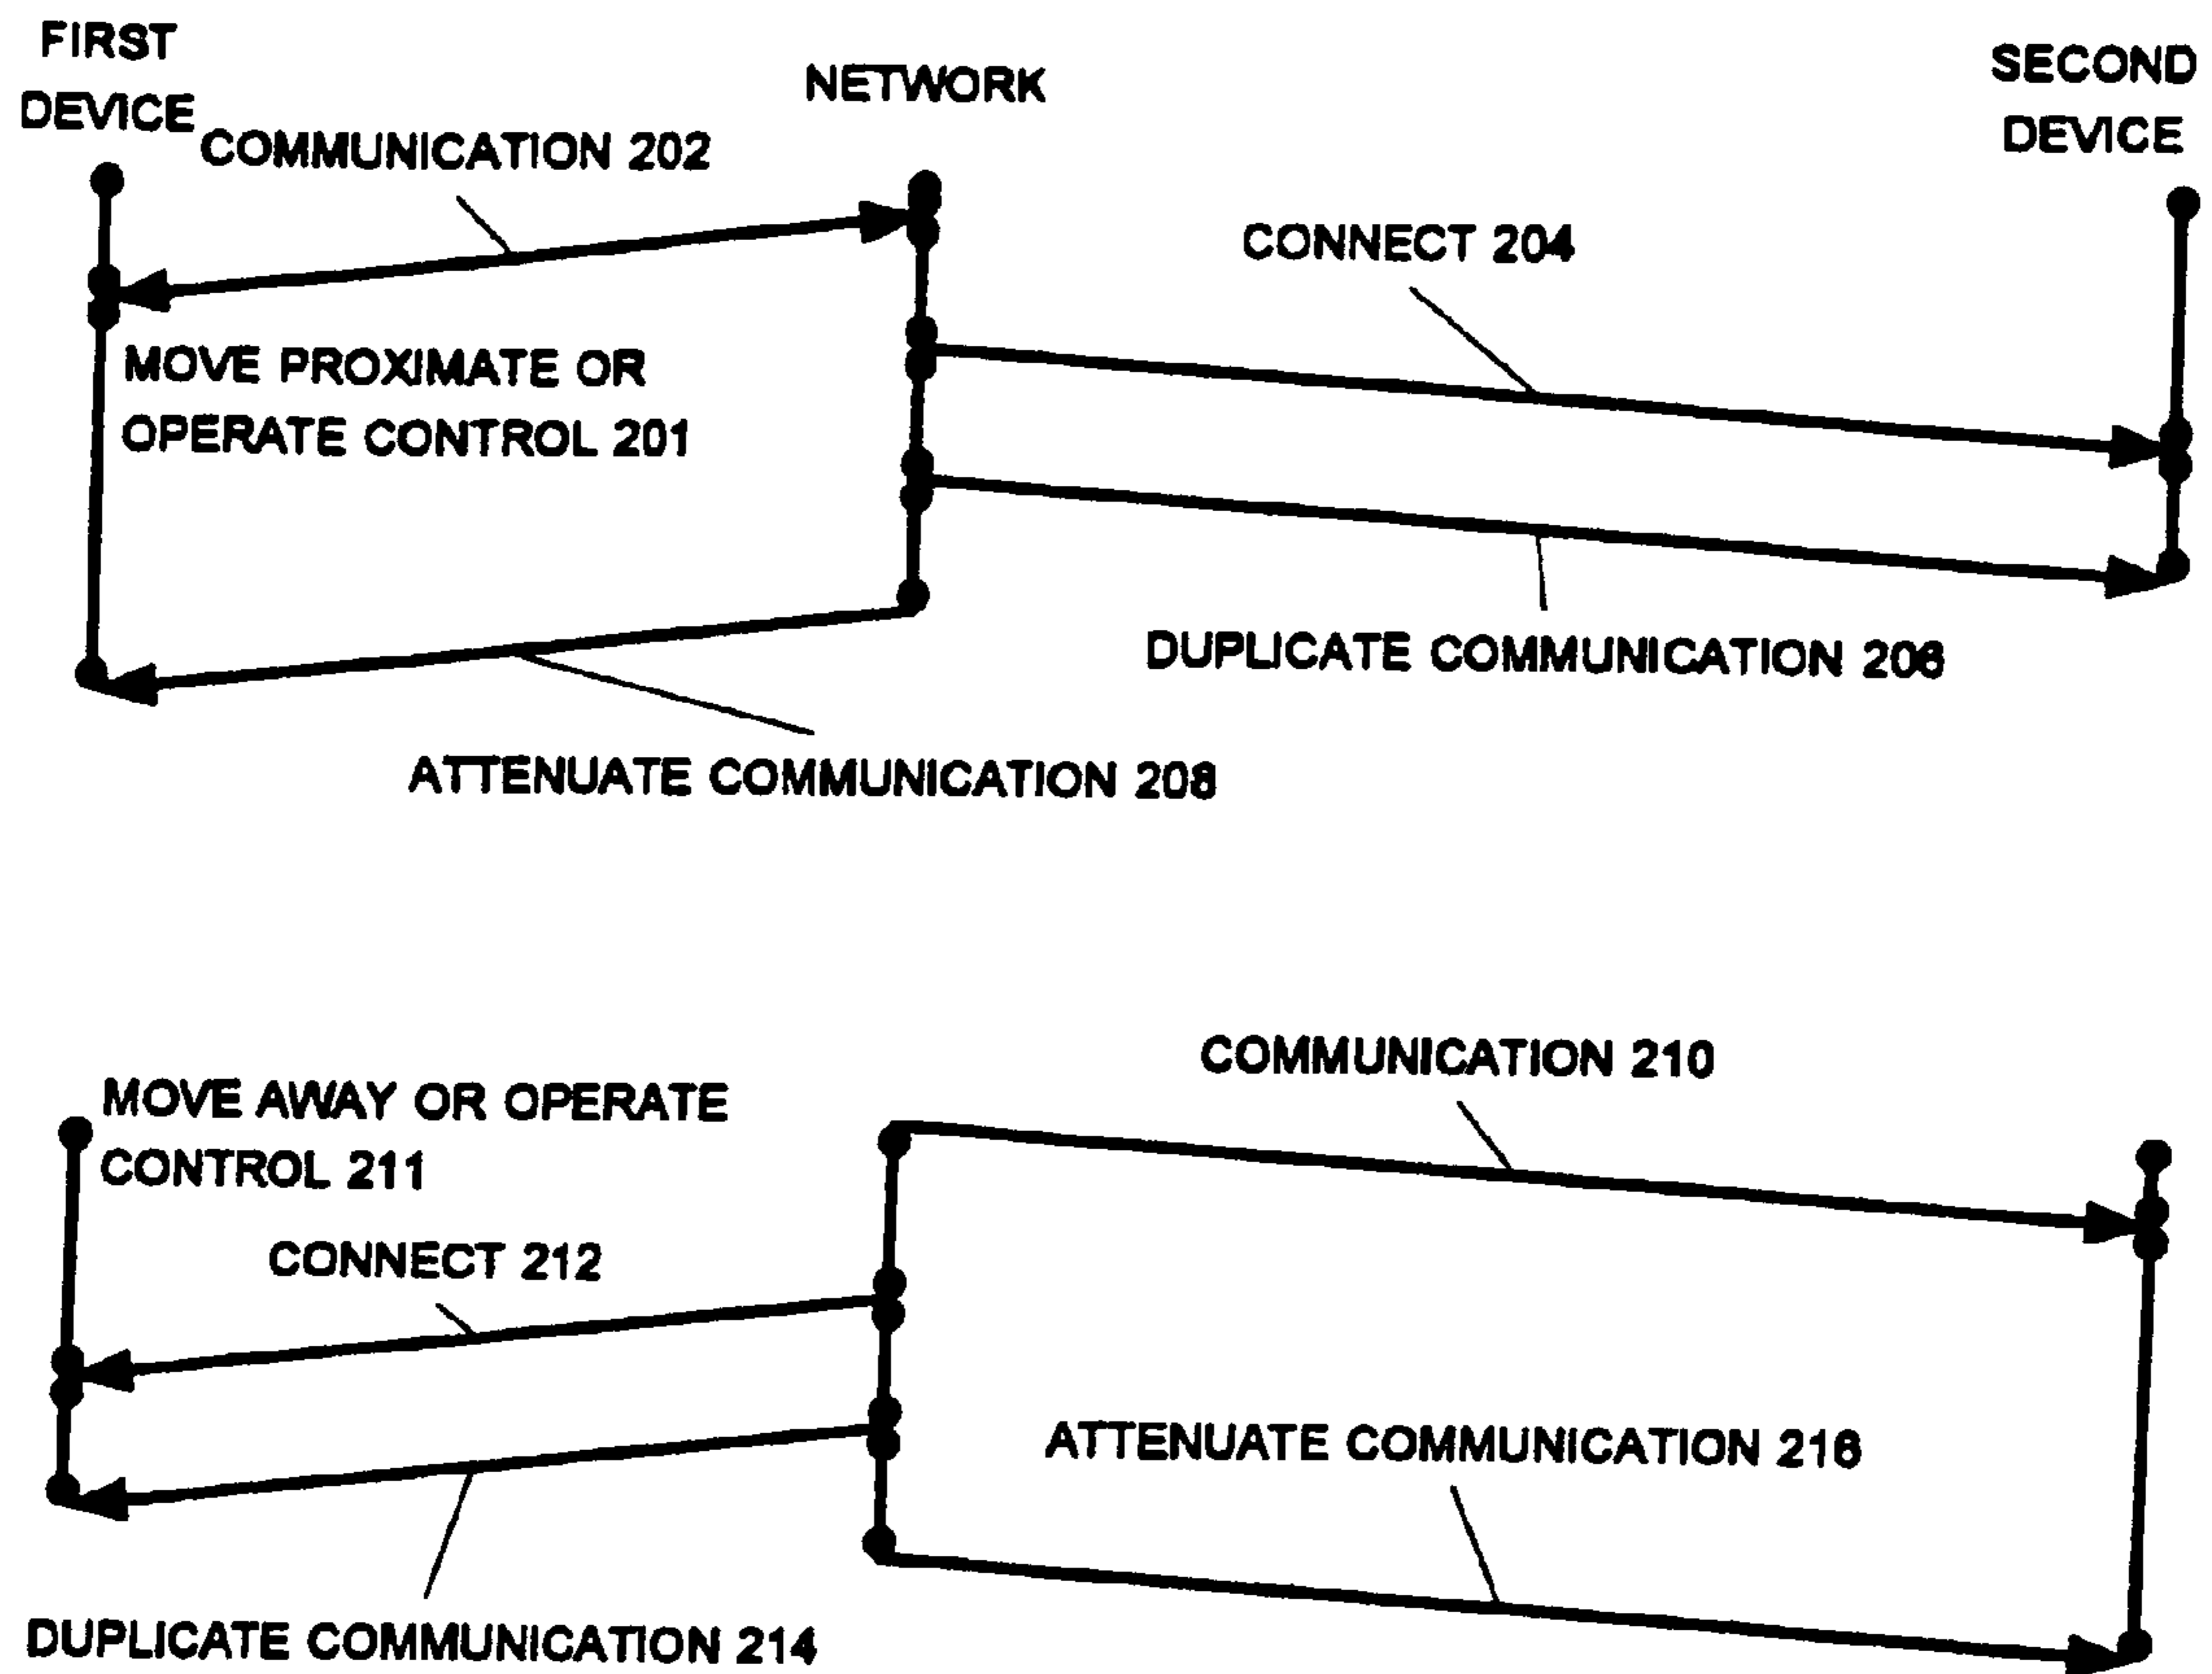 FIRST
DEVICE
NETWORK
SECOND
DEVICE
COMMUNICATION 202
CONNECT 204
MOVE PROXIMATE OR
OPERATE CONTROL 201
DUPLICATE COMMUNICATION 206
ATTENUATE COMMUNICATION 208
COMMUNICATION 210
MOVE AWAY OR OPERATE
CONTROL 211
CONNECT 212
ATTENUATE COMMUNICATION 216
DUPLICATE COMMUNICATION 214